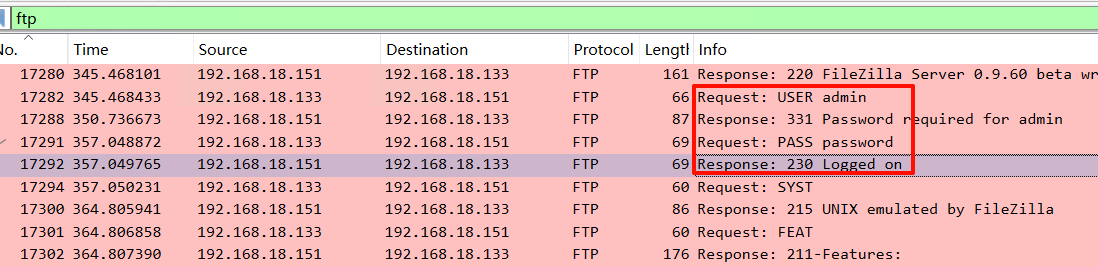 ftp
No. Time Source Destination Protocol Length Info
17280 345.468101 192.168.18.151 192.168.18.133 FTP 161 Response: 220 FileZilla Server 0.9.60 beta wr
17282 345.468433 192.168.18.133 192.168.18.151 FTP 66 Request: USER admin
17288 350.736673 192.168.18.151 192.168.18.133 FTP 87 Response: 331 Password required for admin
17291 357.048872 192.168.18.133 192.168.18.151 FTP 69 Request: PASS password
17292 357.049765 192.168.18.151 192.168.18.133 FTP 69 Response: 230 Logged on
17294 357.050231 192.168.18.133 192.168.18.151 FTP 60 Request: SYST
17300 364.805941 192.168.18.151 192.168.18.133 FTP 86 Response: 215 UNIX emulated by FileZilla
17301 364.806858 192.168.18.133 192.168.18.151 FTP 60 Request: FEAT
17302 364.807390 192.168.18.151 192.168.18.133 FTP 176 Response: 211-Features: